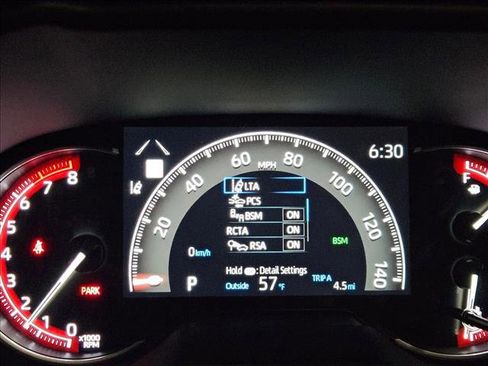 6:30
MPH
0 20 40 60 80 100 120 140
LTA
PCS
BSM ON
RCTA ON
RSA ON
BSM
0 km/h
Hold : Detail Settings
P
Outside 57 °F
TRIP A
4.5 mi
8
7
6
5
4
3
2
1
0
PARK
x1000
RPM
F